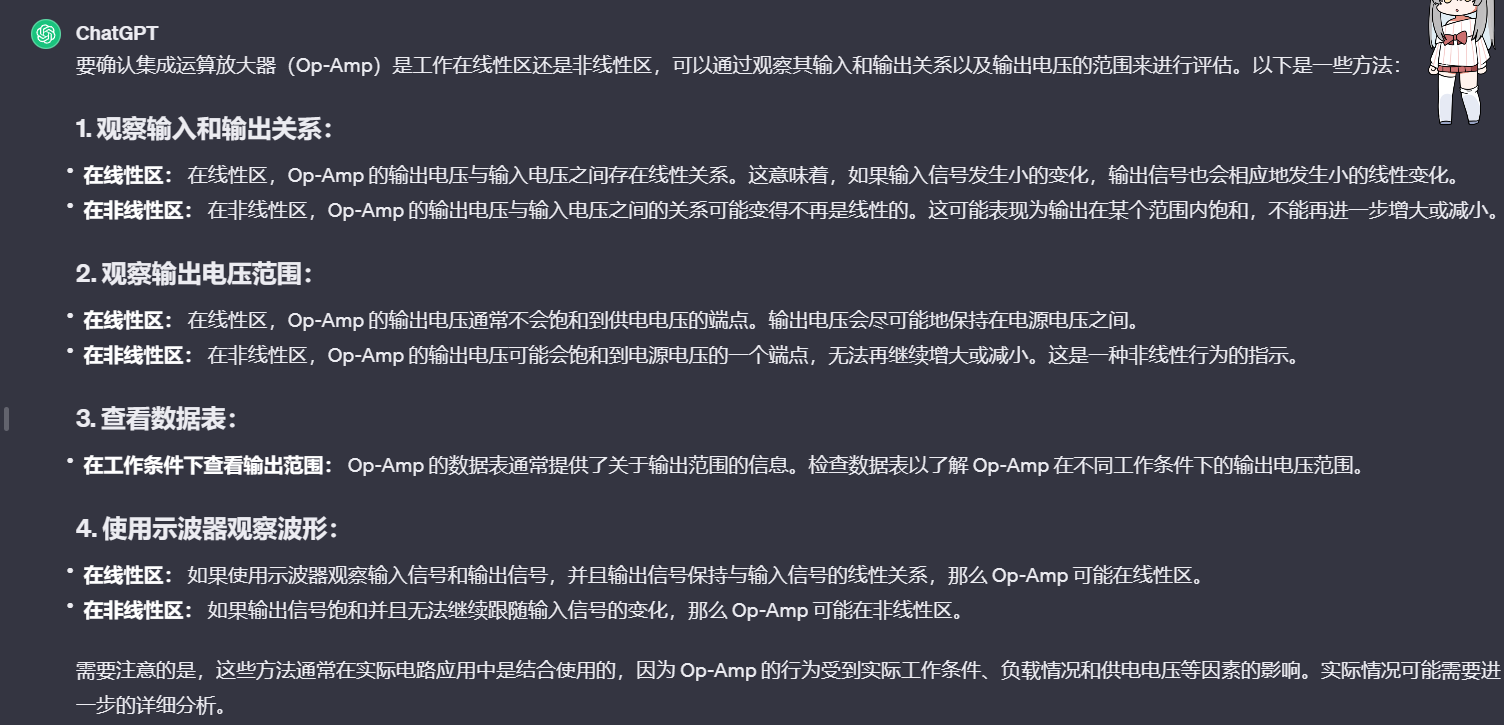 ChatGPT
要确认集成运算放大器（Op-Amp）是工作在线性区还是非线性区，可以通过观察其输入和输出关系以及输出电压的范围来进行评估。以下是一些方法：
1. 观察输入和输出关系：
• 在线性区： 在线性区，Op-Amp 的输出电压与输入电压之间存在线性关系。这意味着，如果输入信号发生小的变化，输出信号也会相应地发生小的线性变化。
• 在非线性区： 在非线性区，Op-Amp 的输出电压与输入电压之间的关系可能变得不再是线性的。这可能表现为输出在某个范围内饱和，不能再进一步增大或减小。
2. 观察输出电压范围：
• 在线性区： 在线性区，Op-Amp 的输出电压通常不会饱和到供电电压的端点。输出电压会尽可能地保持在电源电压之间。
• 在非线性区： 在非线性区，Op-Amp 的输出电压可能会饱和到电源电压的一个端点，无法再继续增大或减小。这是一种非线性行为的指示。
3. 查看数据表：
• 在工作条件下查看输出范围： Op-Amp 的数据表通常提供了关于输出范围的信息。检查数据表以了解 Op-Amp 在不同工作条件下的输出电压范围。
4. 使用示波器观察波形：
• 在线性区： 如果使用示波器观察输入信号和输出信号，并且输出信号保持与输入信号的线性关系，那么 Op-Amp 可能在线性区。
• 在非线性区： 如果输出信号饱和并且无法继续跟随输入信号的变化，那么 Op-Amp 可能在非线性区。
需要注意的是，这些方法通常在实际电路应用中是结合使用的，因为 Op-Amp 的行为受到实际工作条件、负载情况和供电电压等因素的影响。实际情况可能需要进
一步的详细分析。